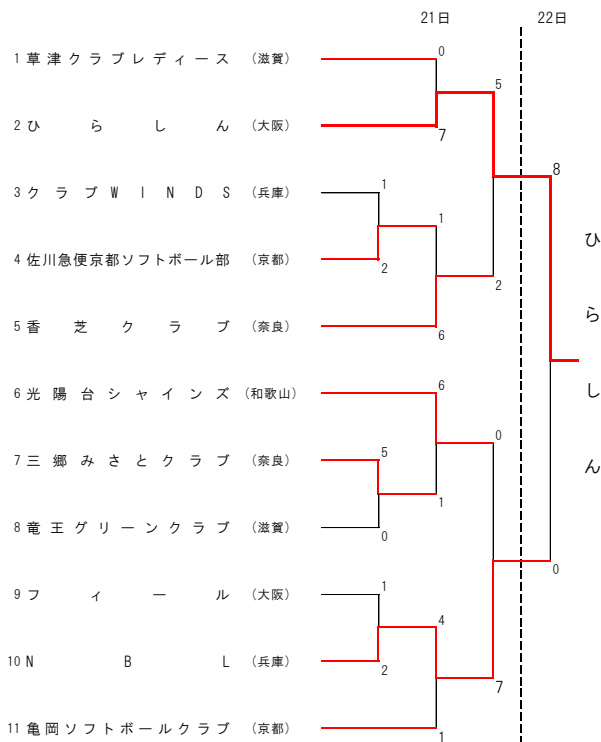 21日 22日
1 草津クラブレディース (滋賀) 0
5
2 ひらしん (大阪) 7
8
3 クラブWINDS (兵庫) 1
1
4 佐川急便京都ソフトボール部 (京都) 2
2
5 香芝クラブ (奈良) 6
ひらしん
6 光陽台シャインズ (和歌山) 6
0
7 三郷みさとクラブ (奈良) 5
1
8 竜王グリーンクラブ (滋賀) 0
0
9 フィール (大阪) 1
4
10 NBL (兵庫) 2
7
11 亀岡ソフトボールクラブ (京都) 1